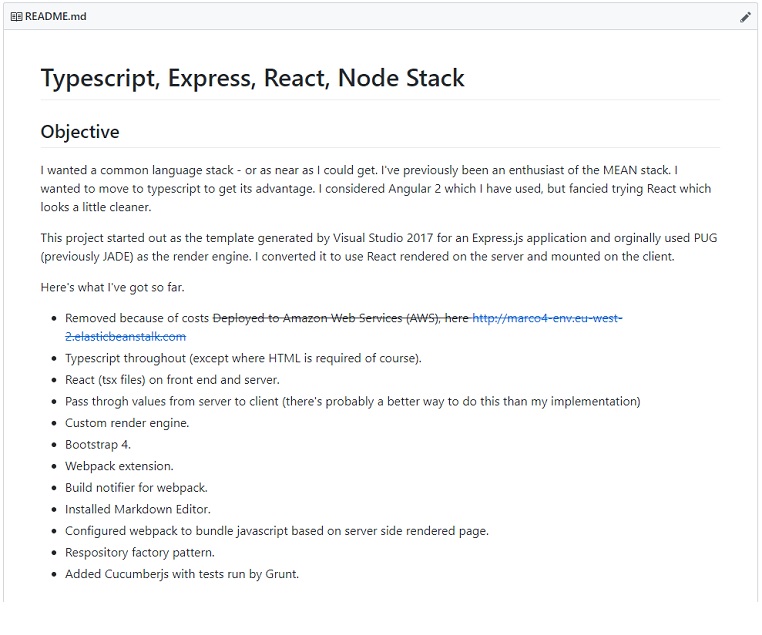 README.md
Typescript, Express, React, Node Stack
Objective
I wanted a common language stack - or as near as I could get. I've previously been an enthusiast of the MEAN stack. I
wanted to move to typescript to get its advantage. I considered Angular 2 which I have used, but fancied trying React which
looks a little cleaner.
This project started out as the template generated by Visual Studio 2017 for an Express.js application and orginally used PUG
(previously JADE) as the render engine. I converted it to use React rendered on the server and mounted on the client.
Here's what I've got so far.
• Removed because of costs Deployed to Amazon Web Services (AWS), here http://marco4-env.eu-west-
2.elasticbeanstalk.com
• Typescript throughout (except where HTML is required of course).
• React (tsx files) on front end and server.
• Pass throgh values from server to client (there's probably a better way to do this than my implementation)
• Custom render engine.
• Bootstrap 4.
• Webpack extension.
• Build notifier for webpack.
• Installed Markdown Editor.
• Configured webpack to bundle javascript based on server side rendered page.
• Respository factory pattern.
• Added Cucumberjs with tests run by Grunt.